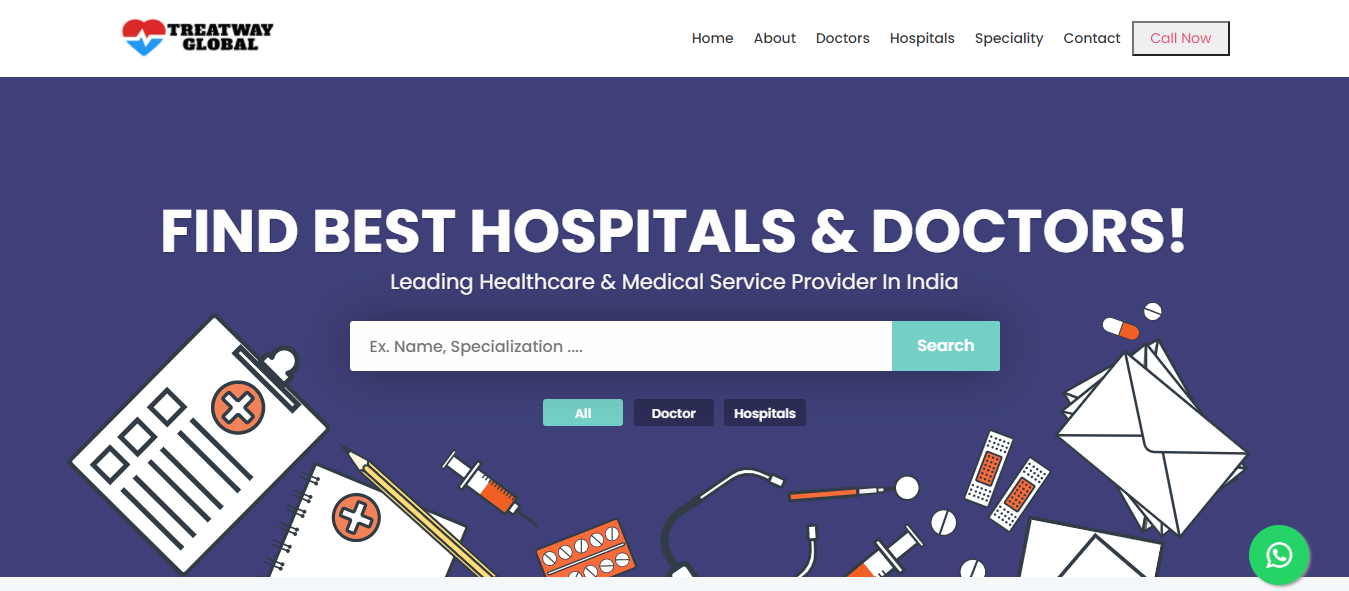 TREATWAY
GLOBAL
Home About Doctors Hospitals Speciality Contact Call Now
FIND BEST HOSPITALS & DOCTORS!
Leading Healthcare & Medical Service Provider In India
Ex. Name, Specialization .... Search
All Doctor Hospitals